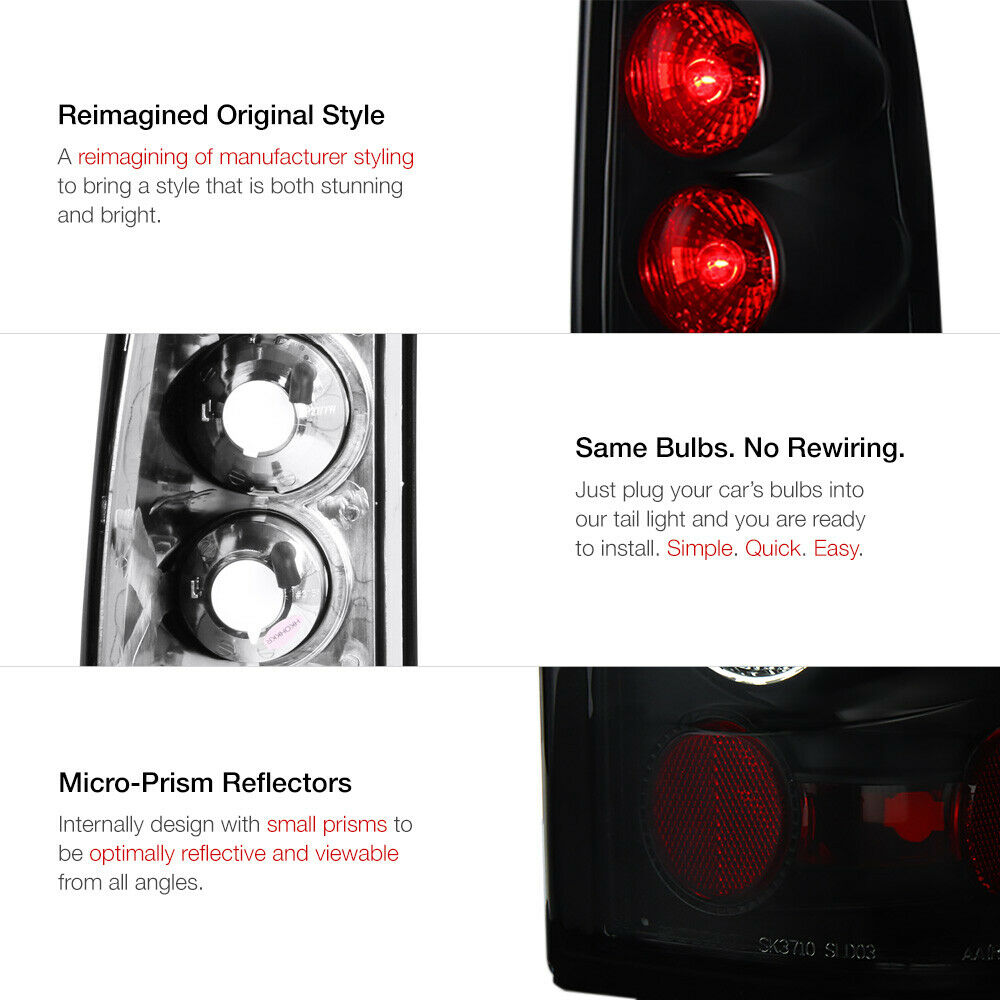 Reimagined Original Style
A reimagining of manufacturer styling
to bring a style that is both stunning
and bright.
Same Bulbs. No Rewiring.
Just plug your car's bulbs into
our tail light and you are ready
to install. Simple. Quick. Easy.
Micro-Prism Reflectors
Internally design with small prisms to
be optimally reflective and viewable
from all angles.
SK3710 SLD03